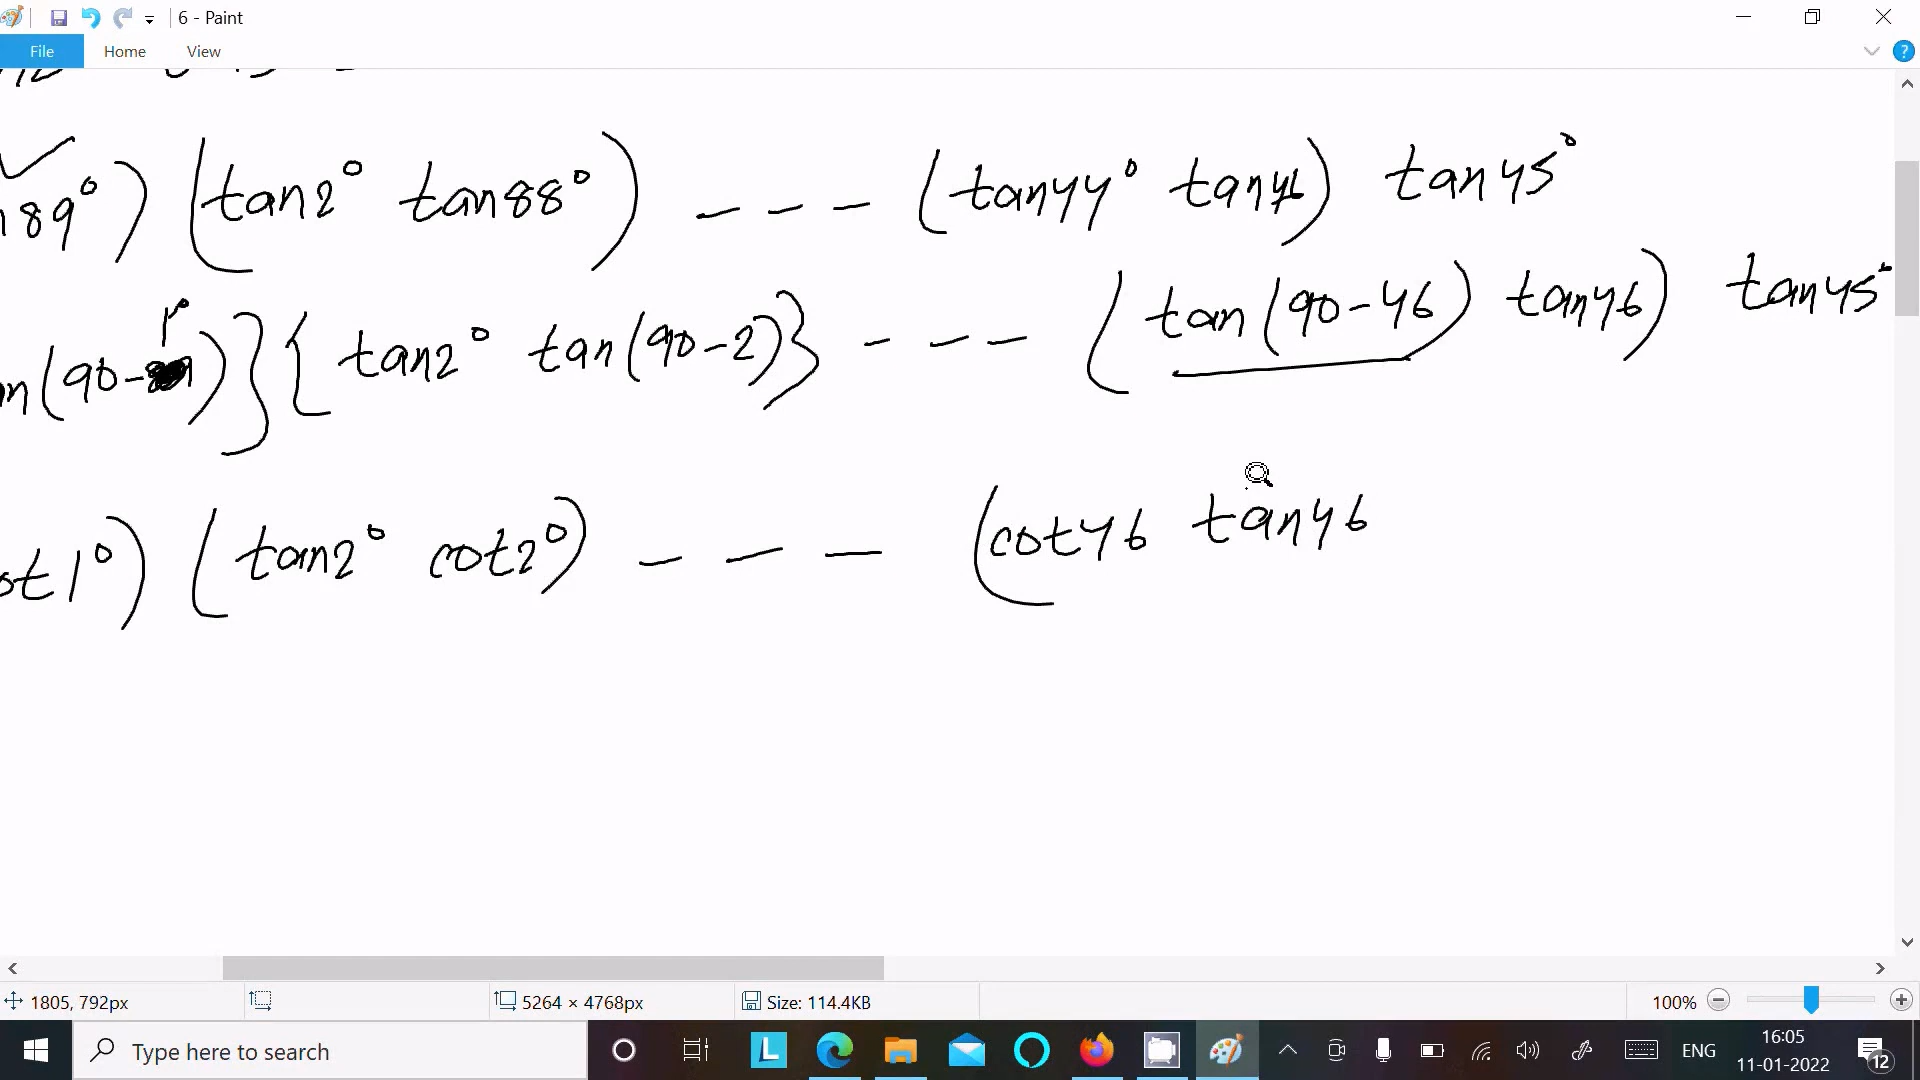 6 - Paint
File Home View
89°) (tan2° tan88°) --- (tan44° tan46) tan45°
1°
n(90- )}{tan2° tan(90-2)} --- (tan(90-46) tan46) tan45°
ot1°) (tan2° cot2°) --- (cot46 tan46
1805, 792px 5264 × 4768px Size: 114.4KB 100%
Type here to search L ENG 16:05
11-01-2022 12